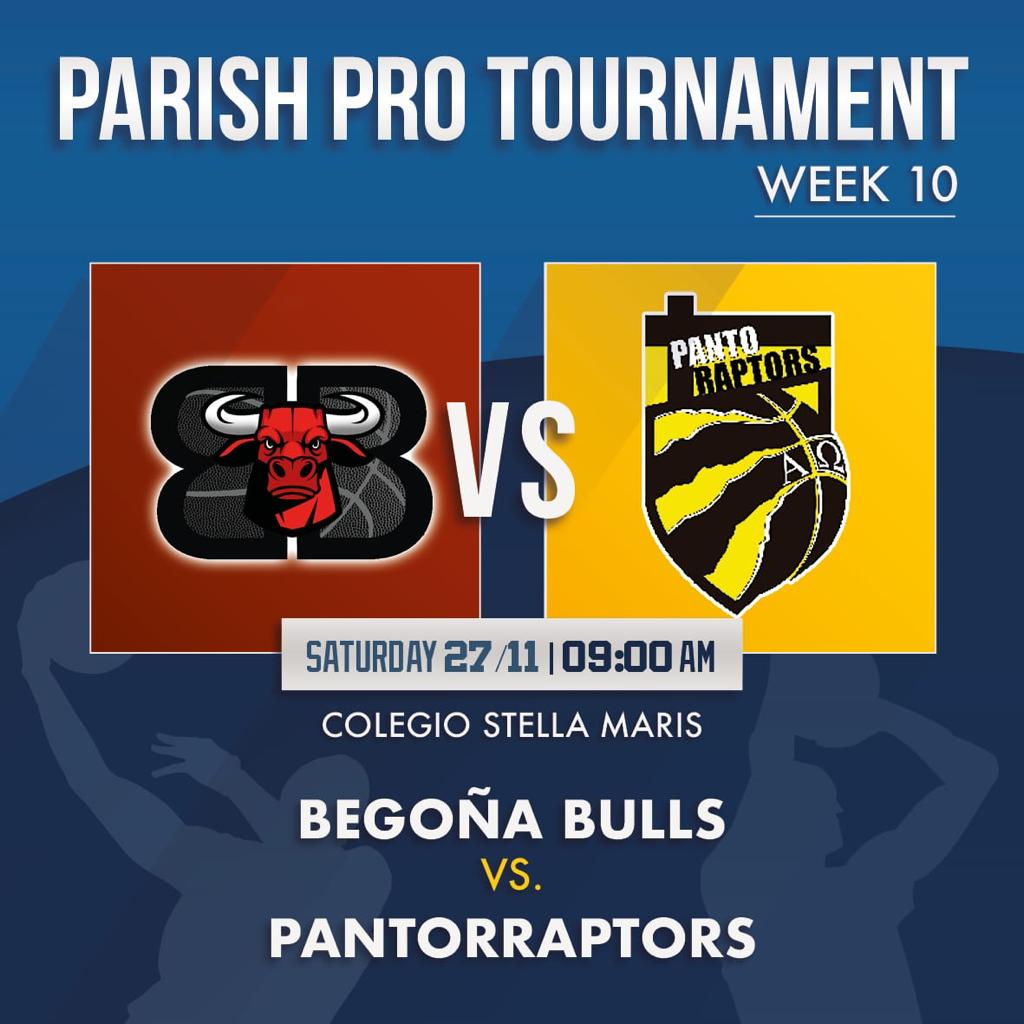 PARISH PRO TOURNAMENT
WEEK 10
PANTO
RAPTORS
Α Ω
VS
SATURDAY 27/11 | 09:00 AM
COLEGIO STELLA MARIS
BEGOÑA BULLS
VS.
PANTORRAPTORS